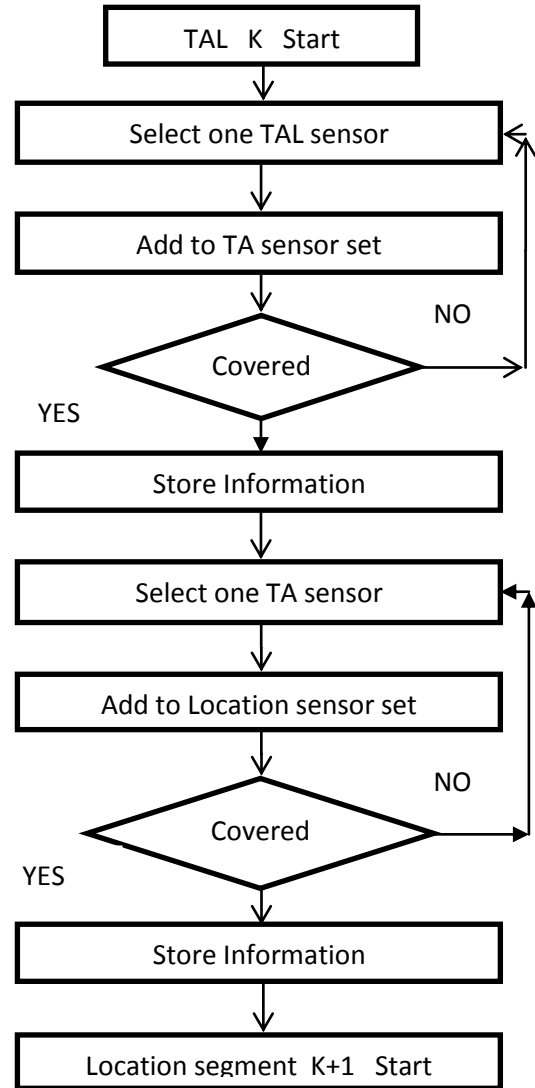 TAL K Start
Select one TAL sensor
Add to TA sensor set
NO
Covered
YES
Store Information
Select one TA sensor
Add to Location sensor set
NO
Covered
YES
Store Information
Location segment K+1 Start